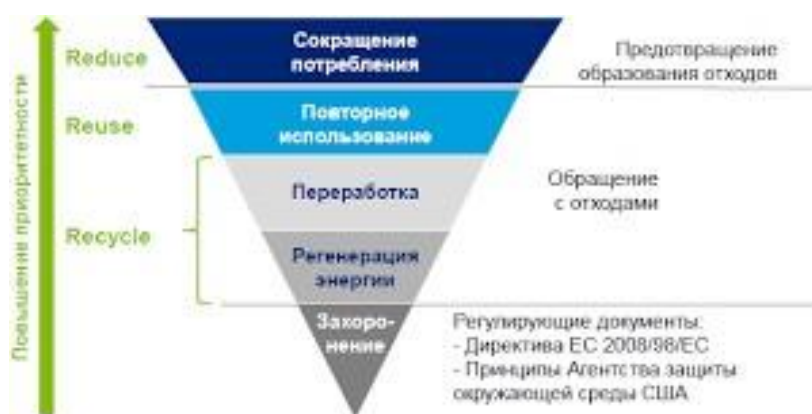 Повышение приоритетности
Reduce
Сокращение
потребления
Предотвращение
образования отходов
Reuse
Повторное
использование
Recycle
Переработка
Обращение
с отходами
Регенерация
энергии
Захоро-
нение
Регулирующие документы:
- Директива ЕС 2008/98/ЕС
- Принципы Агентства защиты
окружающей среды США